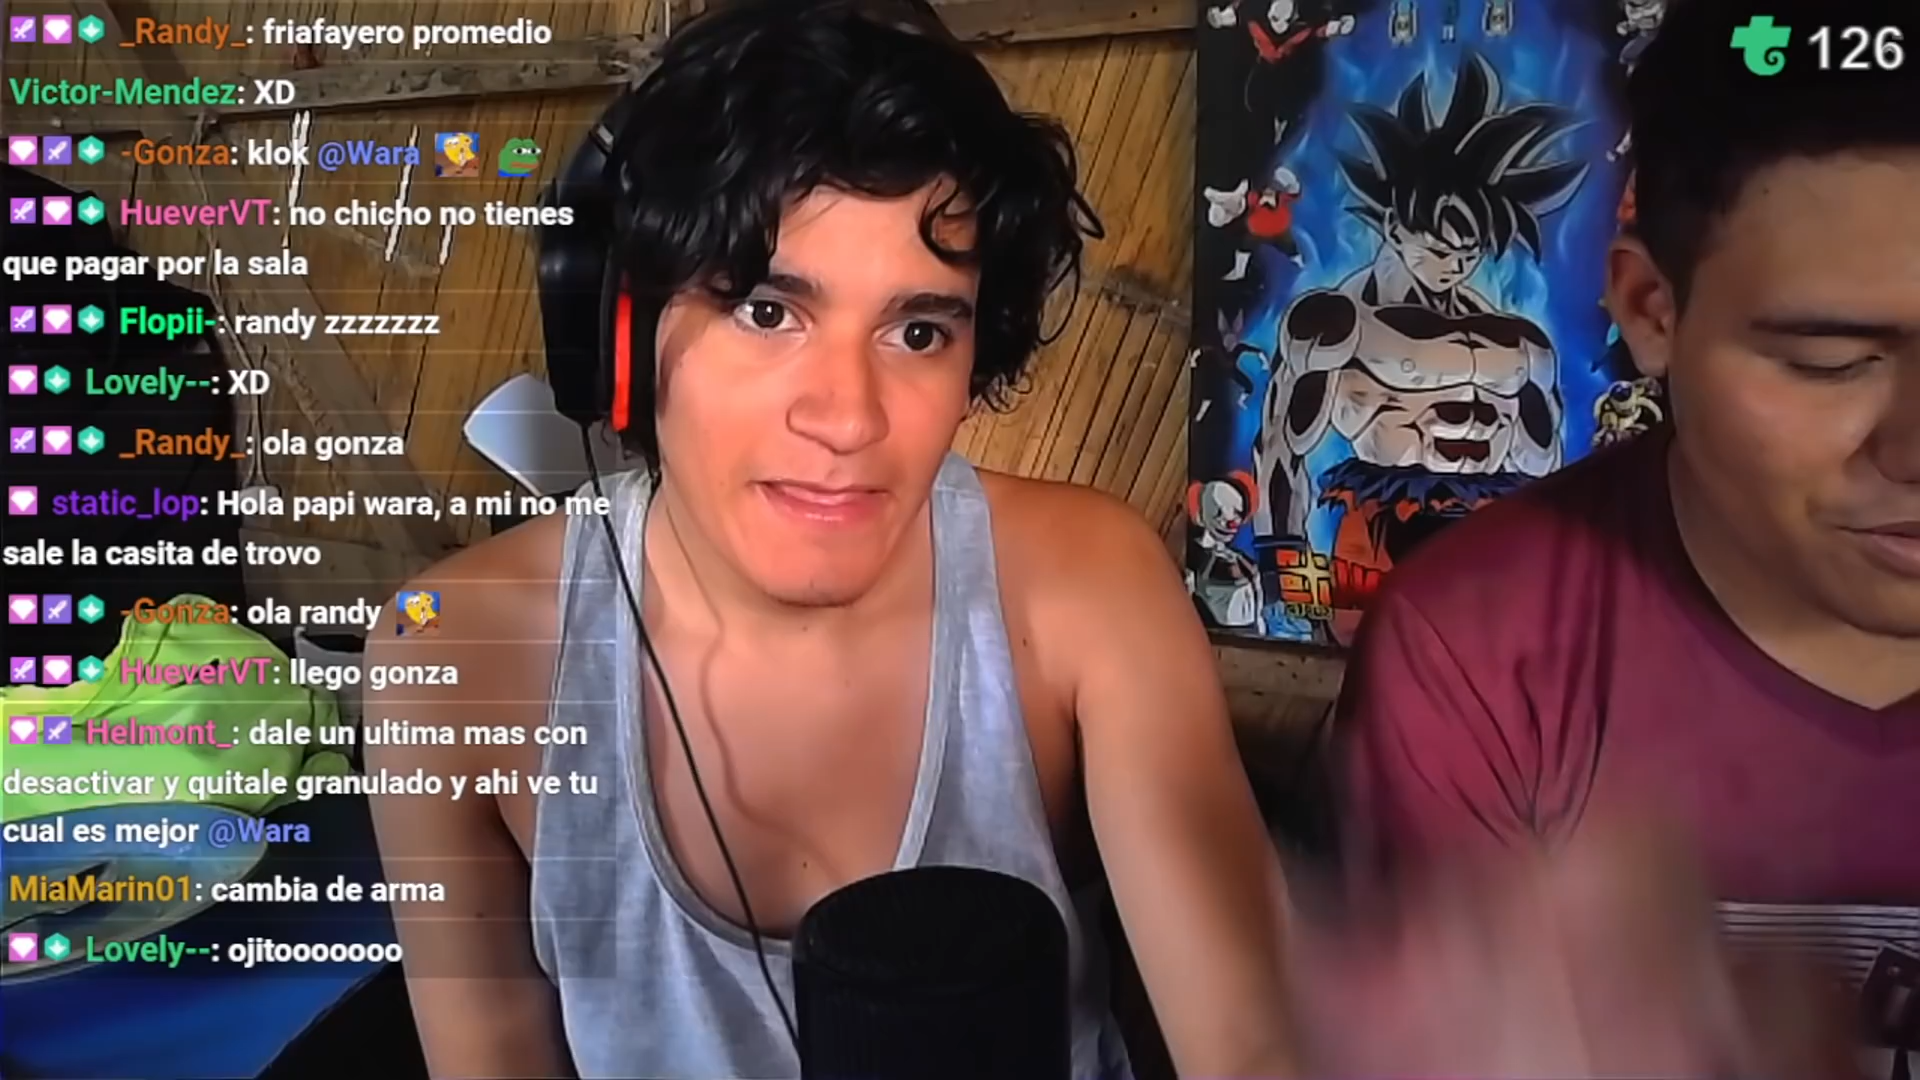 _Randy_: friafayero promedio
Victor-Mendez: XD
-Gonza: klok @Wara
HueverVT: no chicho no tienes
que pagar por la sala
Flopii-: randy zzzzzzz
Lovely--: XD
_Randy_: ola gonza
static_lop: Hola papi wara, a mi no me
sale la casita de trovo
-Gonza: ola randy
HueverVT: llego gonza
Helmont_: dale un ultima mas con
desactivar y quitale granulado y ahi ve tu
cual es mejor @Wara
MiaMarin01: cambia de arma
Lovely--: ojitooooooo
126